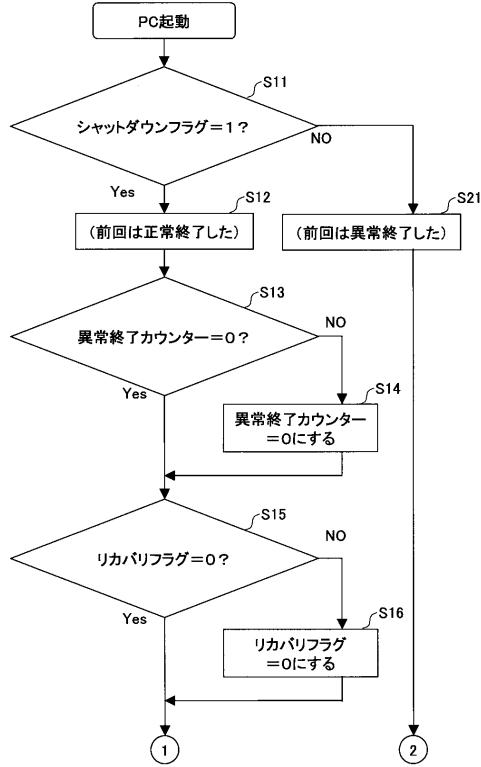 PC起動
S11
シャットダウンフラグ=1?
NO
Yes
S12
S21
(前回は正常終了した)
(前回は異常終了した)
S13
異常終了カウンター=0?
NO
Yes
S14
異常終了カウンター
=0にする
S15
リカバリフラグ=0?
NO
Yes
S16
リカバリフラグ
=0にする
1
2